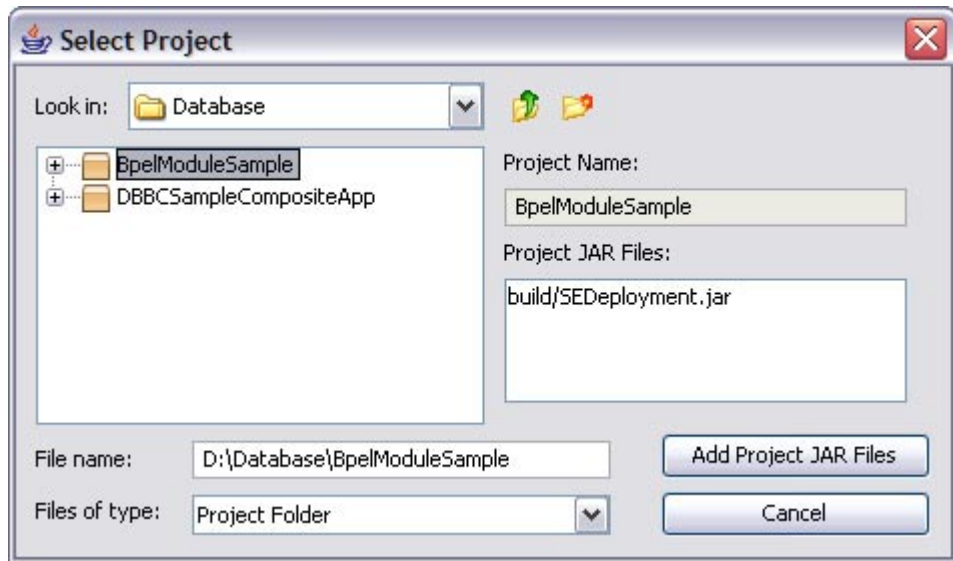 Select Project
Look in:
Database
BpelModuleSample
DBBCSampleCompositeApp
Project Name:
BpelModuleSample
Project JAR Files:
build/SEDeployment.jar
File name:
D:\Database\BpelModuleSample
Add Project JAR Files
Files of type:
Project Folder
Cancel